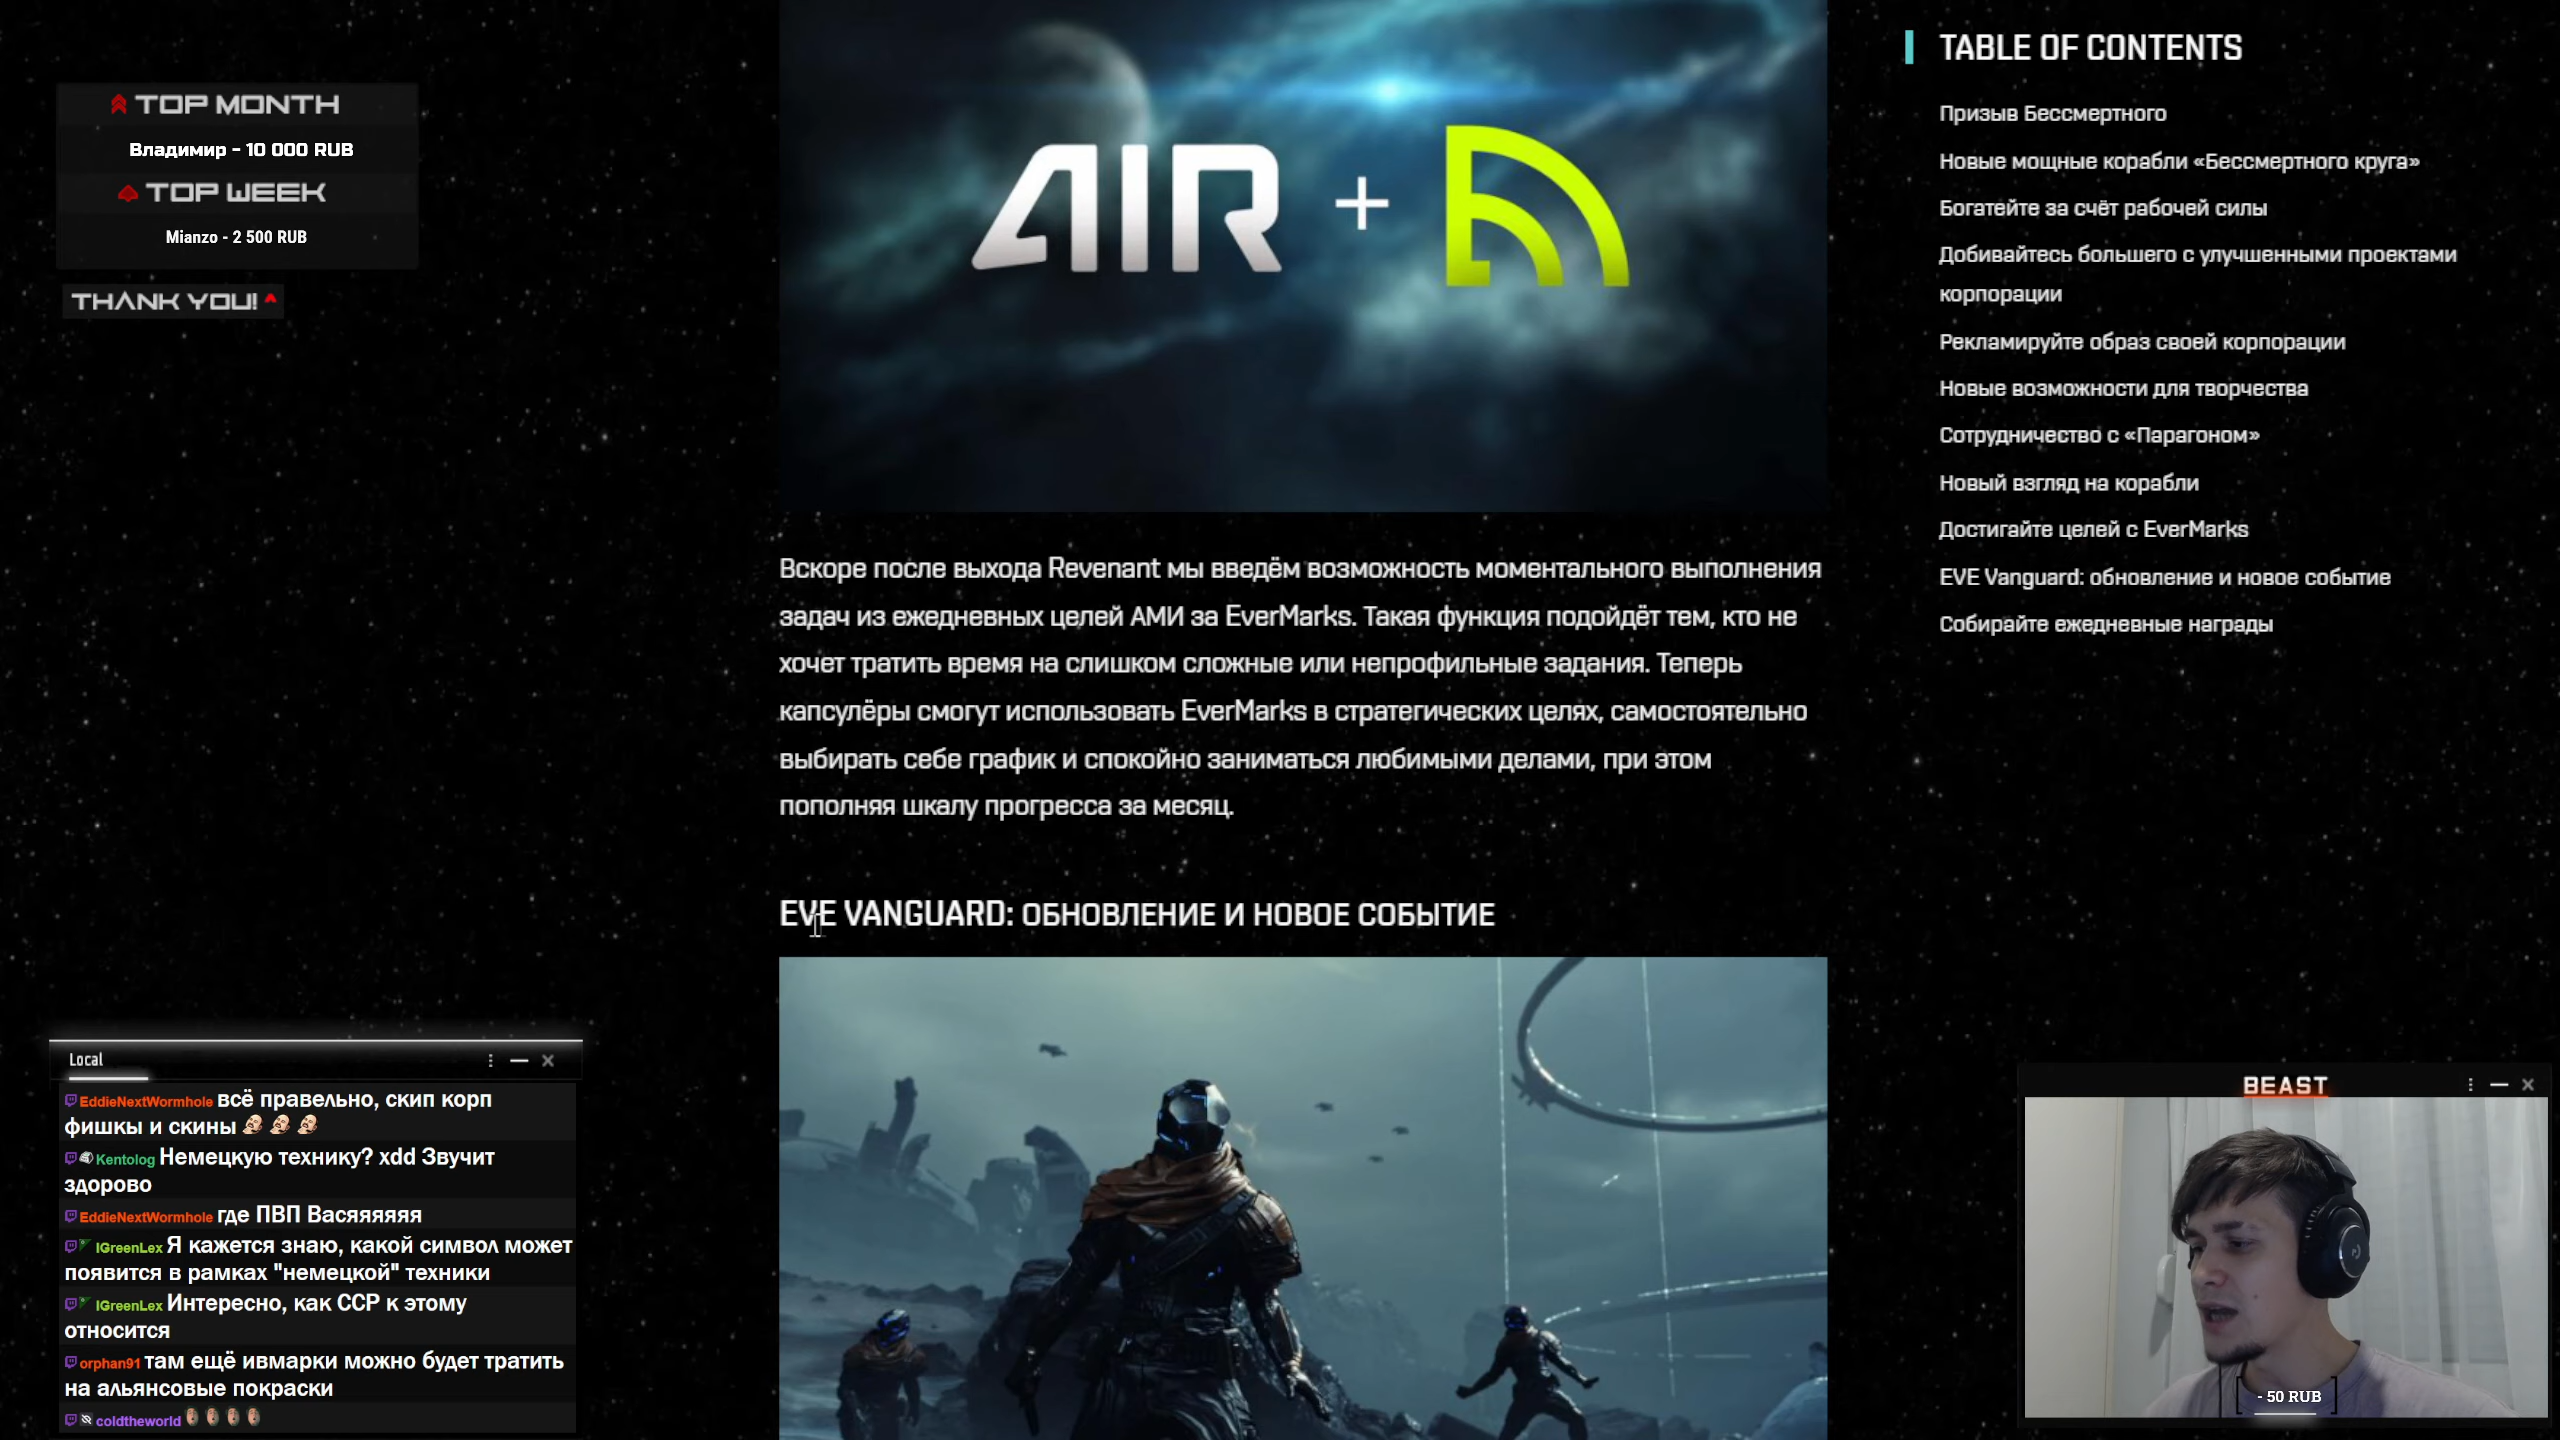 TOP MONTH
Владимир - 10 000 RUB
TOP WEEK
Mianzo - 2 500 RUB
THANK YOU!
AIR +
Вскоре после выхода Revenant мы введём возможность моментального выполнения
задач из ежедневных целей АМИ за EverMarks. Такая функция подойдёт тем, кто не
хочет тратить время на слишком сложные или непрофильные задания. Теперь
капсулёры смогут использовать EverMarks в стратегических целях, самостоятельно
выбирать себе график и спокойно заниматься любимыми делами, при этом
пополняя шкалу прогресса за месяц.
EVE VANGUARD: ОБНОВЛЕНИЕ И НОВОЕ СОБЫТИЕ
TABLE OF CONTENTS
Призыв Бессмертного
Новые мощные корабли «Бессмертного круга»
Богатейте за счёт рабочей силы
Добивайтесь большего с улучшенными проектами
корпорации
Рекламируйте образ своей корпорации
Новые возможности для творчества
Сотрудничество с «Парагоном»
Новый взгляд на корабли
Достигайте целей с EverMarks
EVE Vanguard: обновление и новое событие
Собирайте ежедневные награды
Local
EddieNextWormhole всё правельно, скип корп
фишкы и скины
Kentolog Немецкую технику? xdd Звучит
здорово
EddieNextWormhole где ПВП Васяяяяяя
IGreenLex Я кажется знаю, какой символ может
появится в рамках "немецкой" техники
IGreenLex Интересно, как ССР к этому
относится
orphan91 там ещё ивмарки можно будет тратить
на альянсовые покраски
coldtheworld
BEAST
- 50 RUB